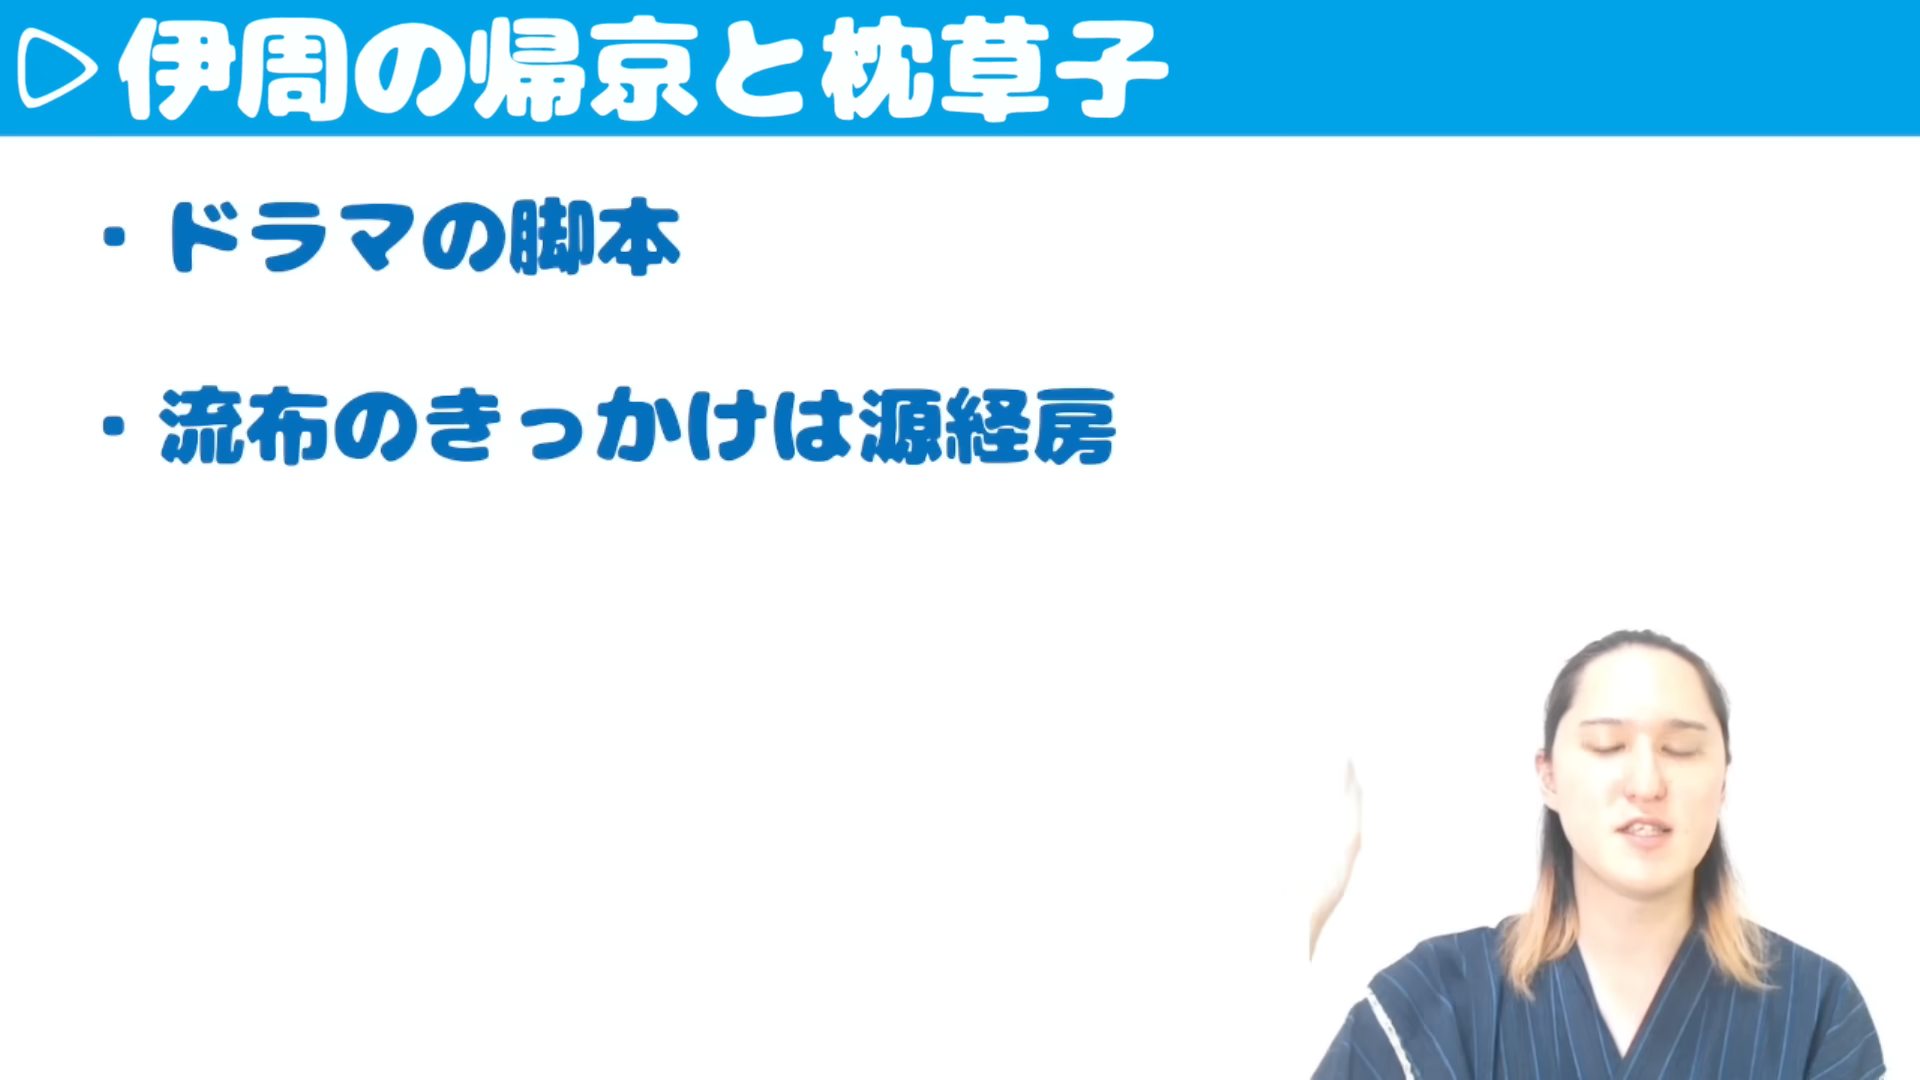 伊周の帰京と枕草子
・ドラマの脚本
・流布のきっかけは源経房